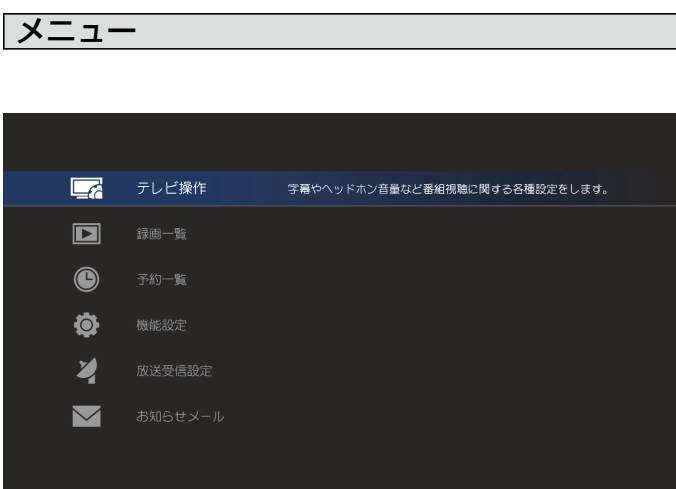 メニュー
テレビ操作 字幕やヘッドホン音量など番組視聴に関する各種設定をします。
録画一覧
予約一覧
機能設定
放送受信設定
お知らせメール